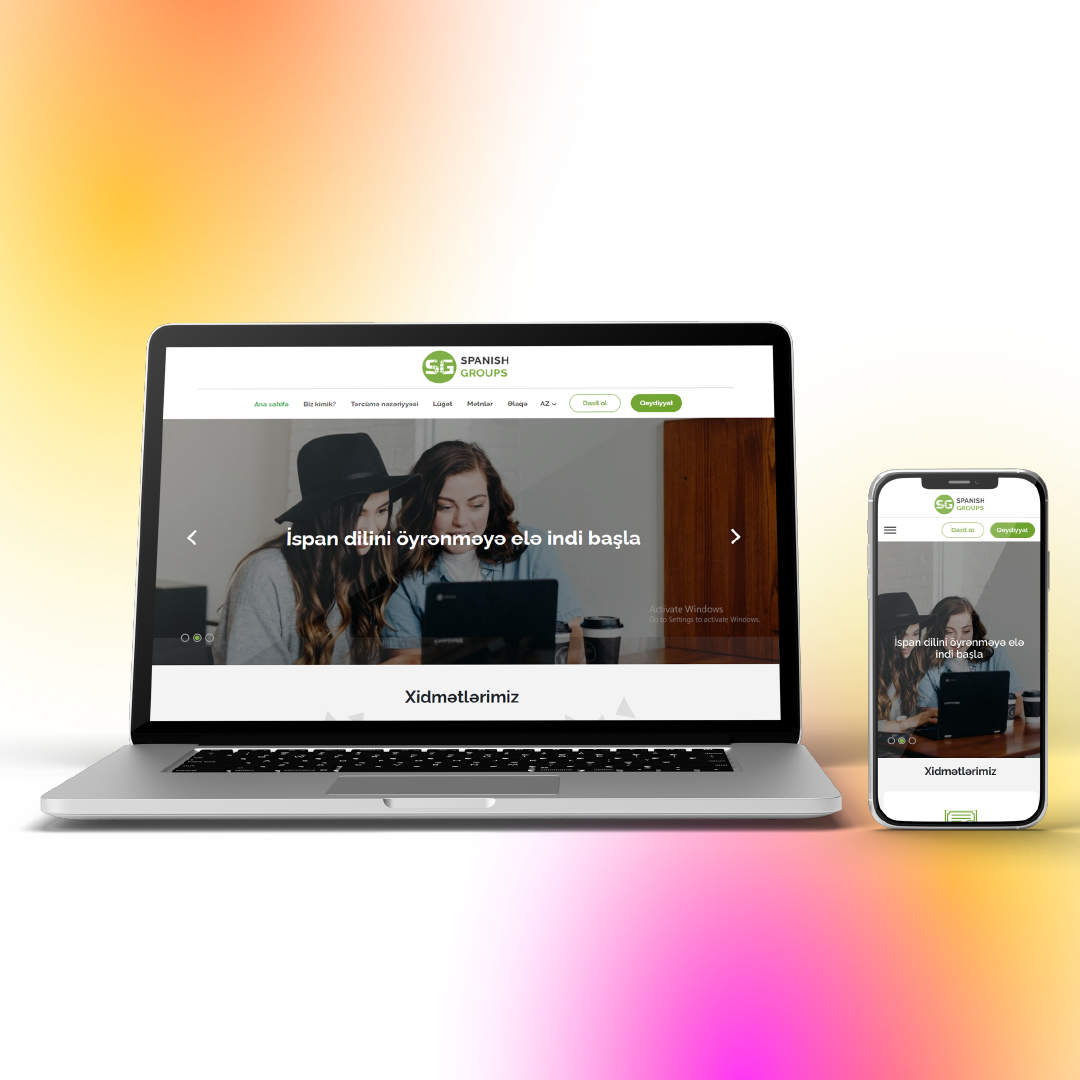 SG SPANISH
GROUPS
Ana səhifə Biz kimik? Tərcümə nəzəriyyəsi Lüğət Mətnlər Əlaqə AZ Daxil ol Qeydiyyat
İspan dilini öyrənməyə elə indi başla
Activate Windows
Go to Settings to activate Windows.
Xidmətlərimiz
SG SPANISH
GROUPS
Daxil ol Qeydiyyat
İspan dilini öyrənməyə elə
indi başla
Xidmətlərimiz